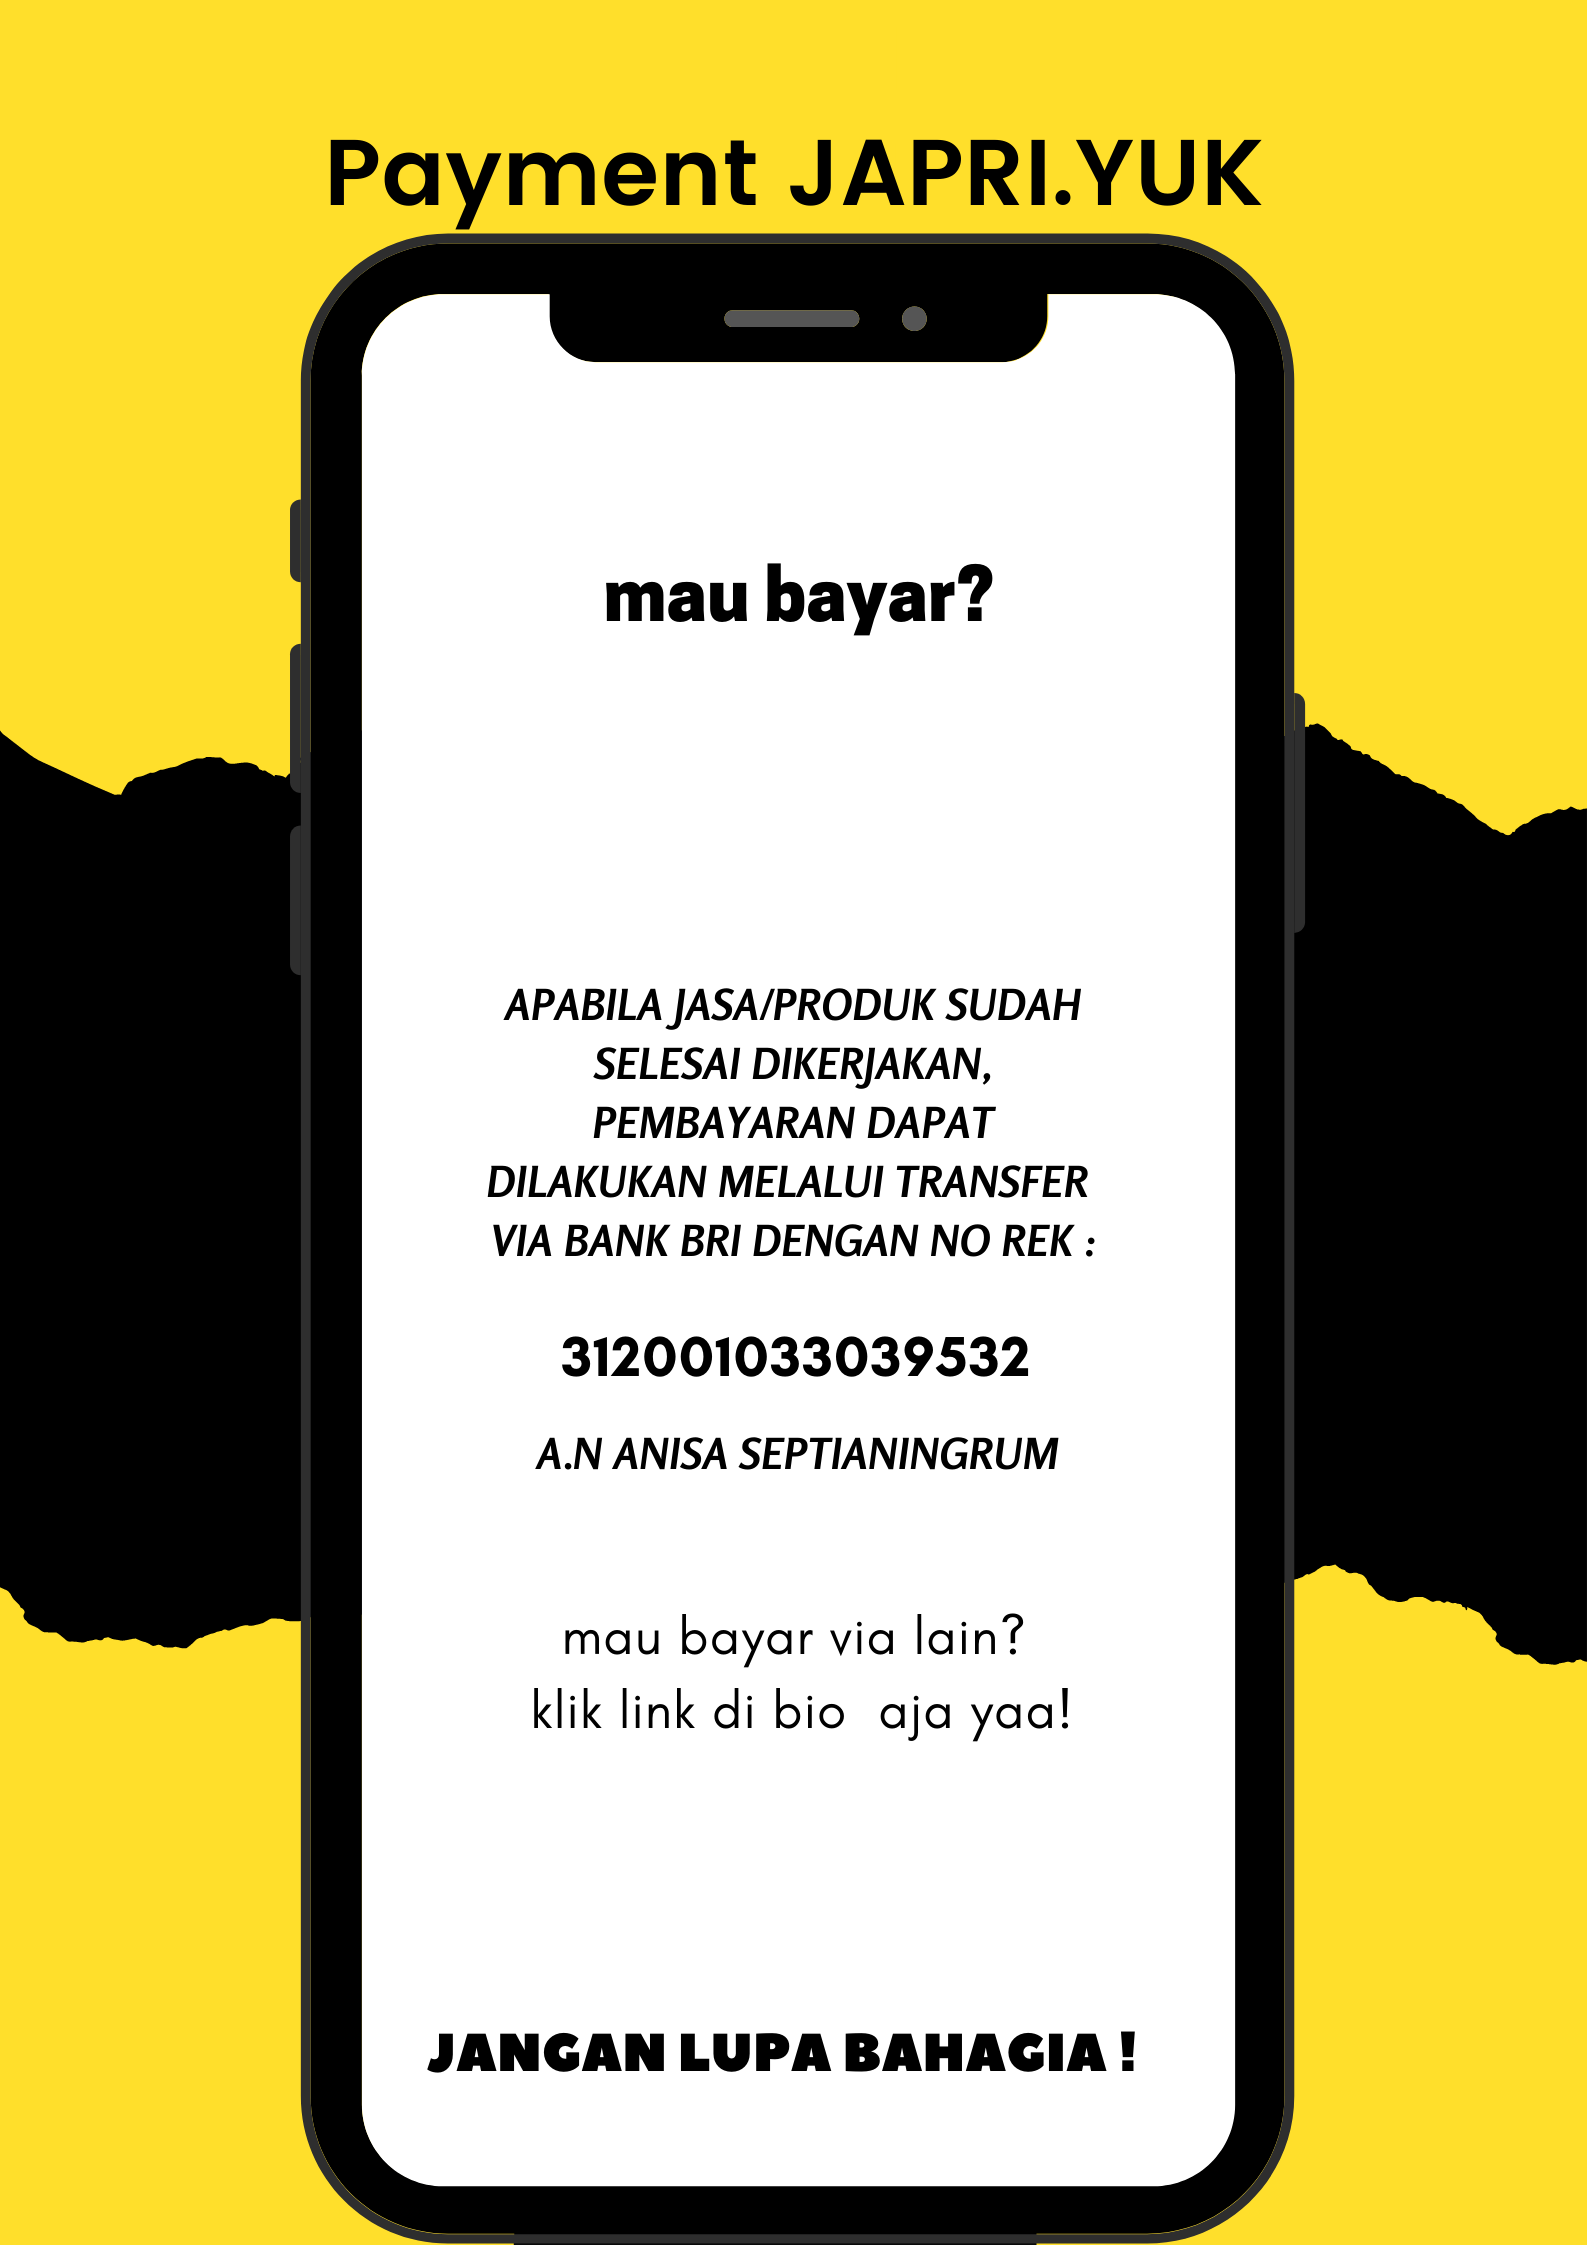 Payment JAPRI.YUK
mau bayar?
APABILA JASA/PRODUK SUDAH
SELESAI DIKERJAKAN,
PEMBAYARAN DAPAT
DILAKUKAN MELALUI TRANSFER
VIA BANK BRI DENGAN NO REK :
312001033039532
A.N ANISA SEPTIANINGRUM
mau bayar via lain?
klik link di bio aja yaa!
JANGAN LUPA BAHAGIA !